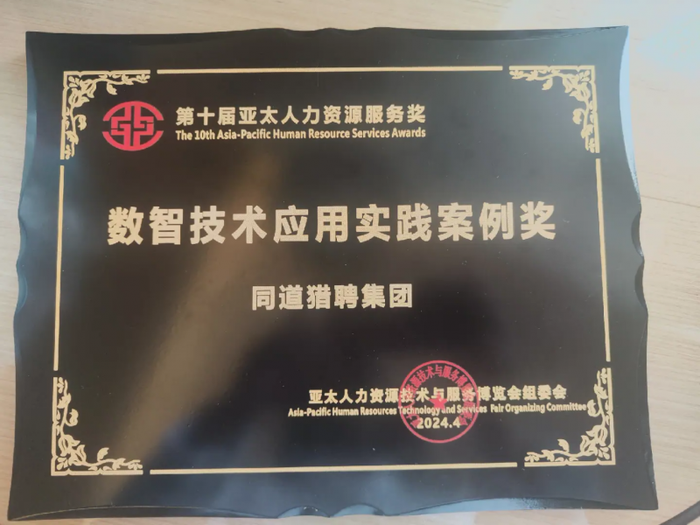 第十届亚太人力资源服务奖
The 10th Asia-Pacific Human Resource Services Awards
数智技术应用实践案例奖
同道猎聘集团
亚太人力资源技术与服务博览会组委会
Asia-Pacific Human Resources Technology and Services Fair Organizing Committee
2024.4